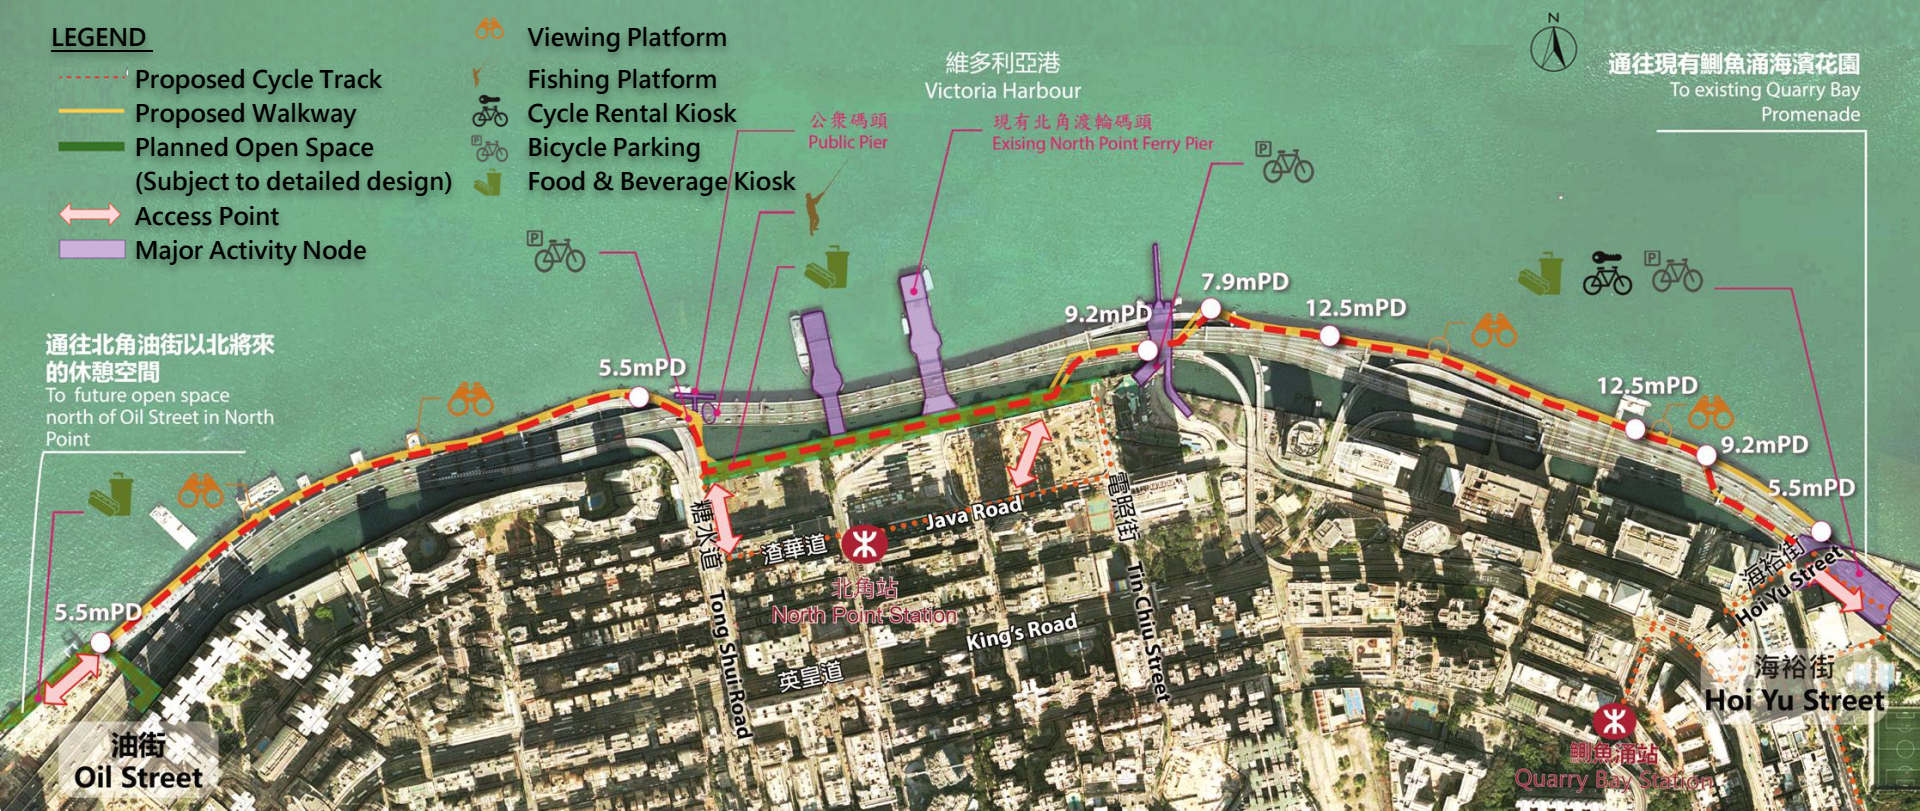 LEGEND
Proposed Cycle Track
Proposed Walkway
Planned Open Space
(Subject to detailed design)
Access Point
Major Activity Node
Viewing Platform
Fishing Platform
Cycle Rental Kiosk
P
Bicycle Parking
Food & Beverage Kiosk
維多利亞港
Victoria Harbour
公衆碼頭
Public Pier
現有北角渡輪碼頭
Exising North Point Ferry Pier
P
N
通往現有鰂魚涌海濱花園
To existing Quarry Bay
Promenade
P
P
7.9mPD
9.2mPD
12.5mPD
通往北角油街以北將來
的休憩空間
To future open space
north of Oil Street in North
Point
5.5mPD
12.5mPD
9.2mPD
5.5mPD
5.5mPD
糖水道
Tong Shui Road
渣華道
Java Road
電照街
Tin Chiu Street
北角站
North Point Station
King's Road
英皇道
海裕街
Hoi Yu Street
海裕街
Hoi Yu Street
鰂魚涌站
Quarry Bay Station
油街
Oil Street